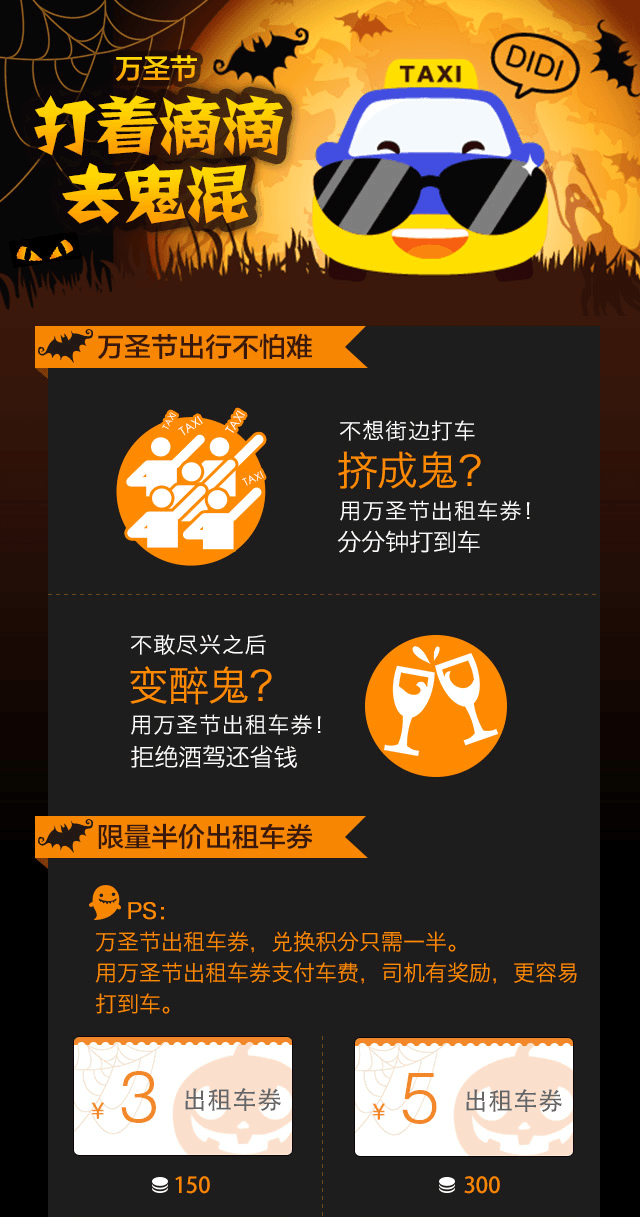 万圣节
打着滴滴
去鬼混
TAXI
DIDI
万圣节出行不怕难
TAXI
TAXI
TAXI
TAXI
不想街边打车
挤成鬼？
用万圣节出租车券！
分分钟打到车
不敢尽兴之后
变醉鬼？
用万圣节出租车券！
拒绝酒驾还省钱
限量半价出租车券
PS：
万圣节出租车券，兑换积分只需一半。
用万圣节出租车券支付车费，司机有奖励，更容易
打到车。
¥ 3 出租车券
¥ 5 出租车券
150
300